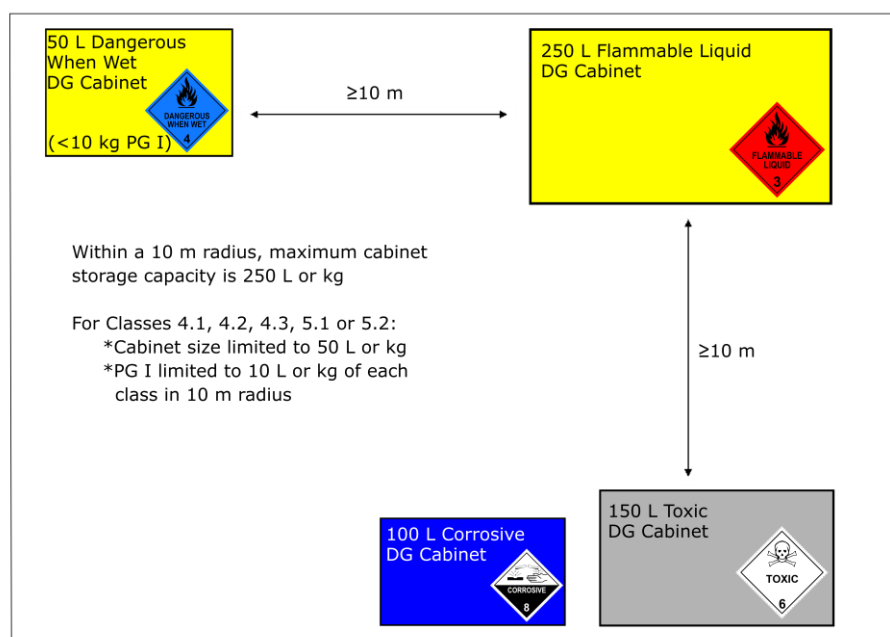 50 L Dangerous
When Wet
DG Cabinet
DANGEROUS
WHEN WET
4
(<10 kg PG I)
≥10 m
250 L Flammable Liquid
DG Cabinet
FLAMMABLE
LIQUID
3
Within a 10 m radius, maximum cabinet
storage capacity is 250 L or kg
For Classes 4.1, 4.2, 4.3, 5.1 or 5.2:
*Cabinet size limited to 50 L or kg
*PG I limited to 10 L or kg of each
class in 10 m radius
≥10 m
100 L Corrosive
DG Cabinet
CORROSIVE
8
150 L Toxic
DG Cabinet
TOXIC
6